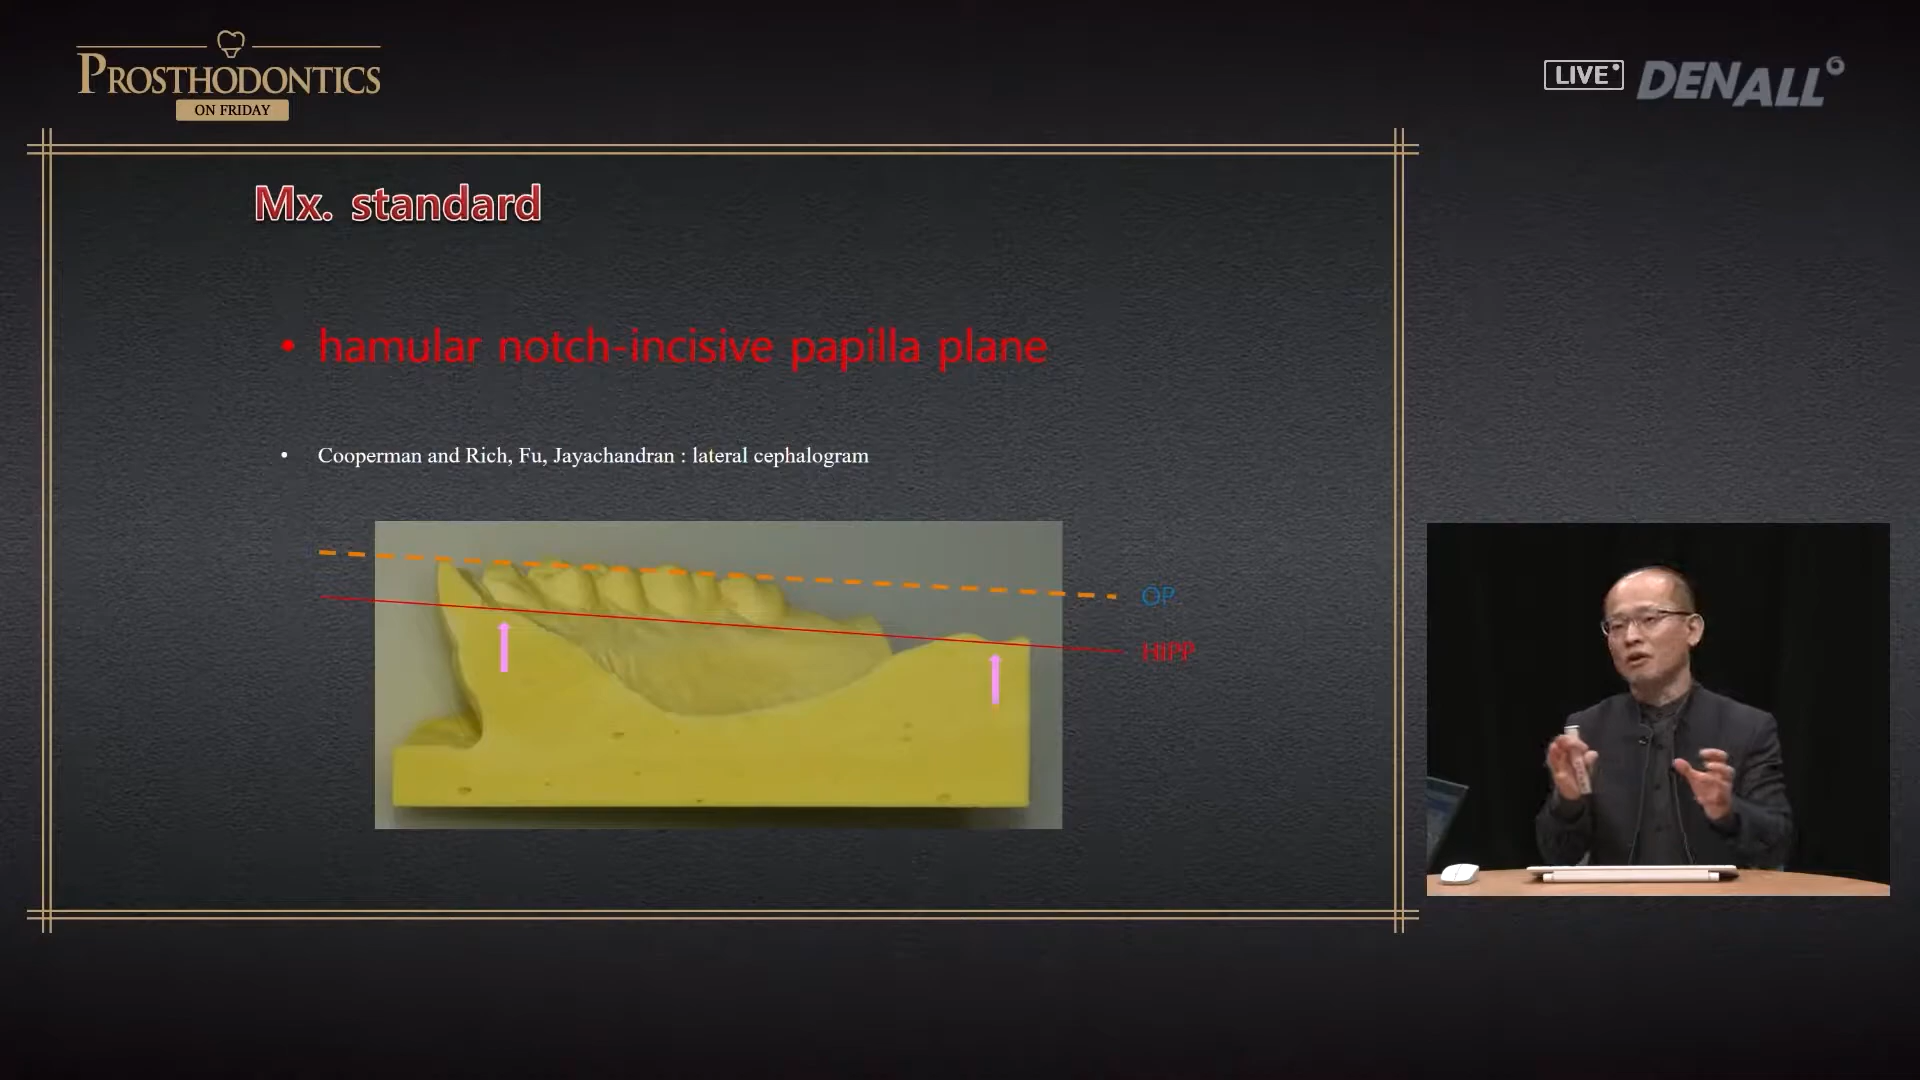 PROSTHODONTICS
ON FRIDAY
LIVE
DENALL
Mx. standard
• hamular notch-incisive papilla plane
• Cooperman and Rich, Fu, Jayachandran : lateral cephalogram
OP
HIPP